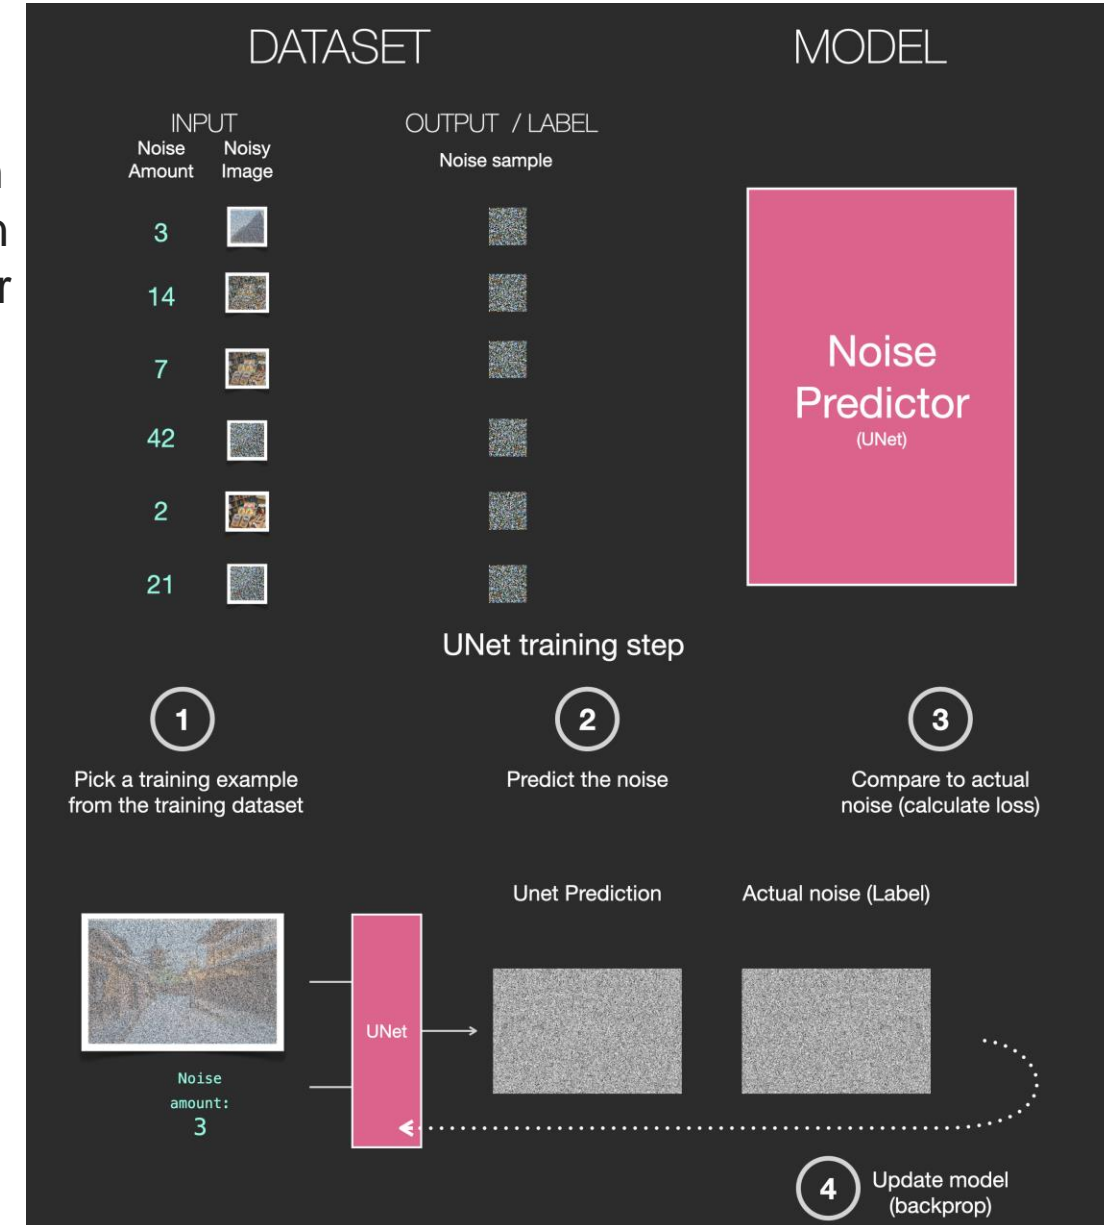 DATASET
MODEL
INPUT
OUTPUT / LABEL
Noise Amount
Noisy Image
Noise sample
3
14
7
42
2
21
Noise
Predictor
(UNet)
UNet training step
1
Pick a training example
from the training dataset
2
Predict the noise
3
Compare to actual
noise (calculate loss)
Unet Prediction
Actual noise (Label)
UNet
Noise
amount:
3
4
Update model
(backprop)